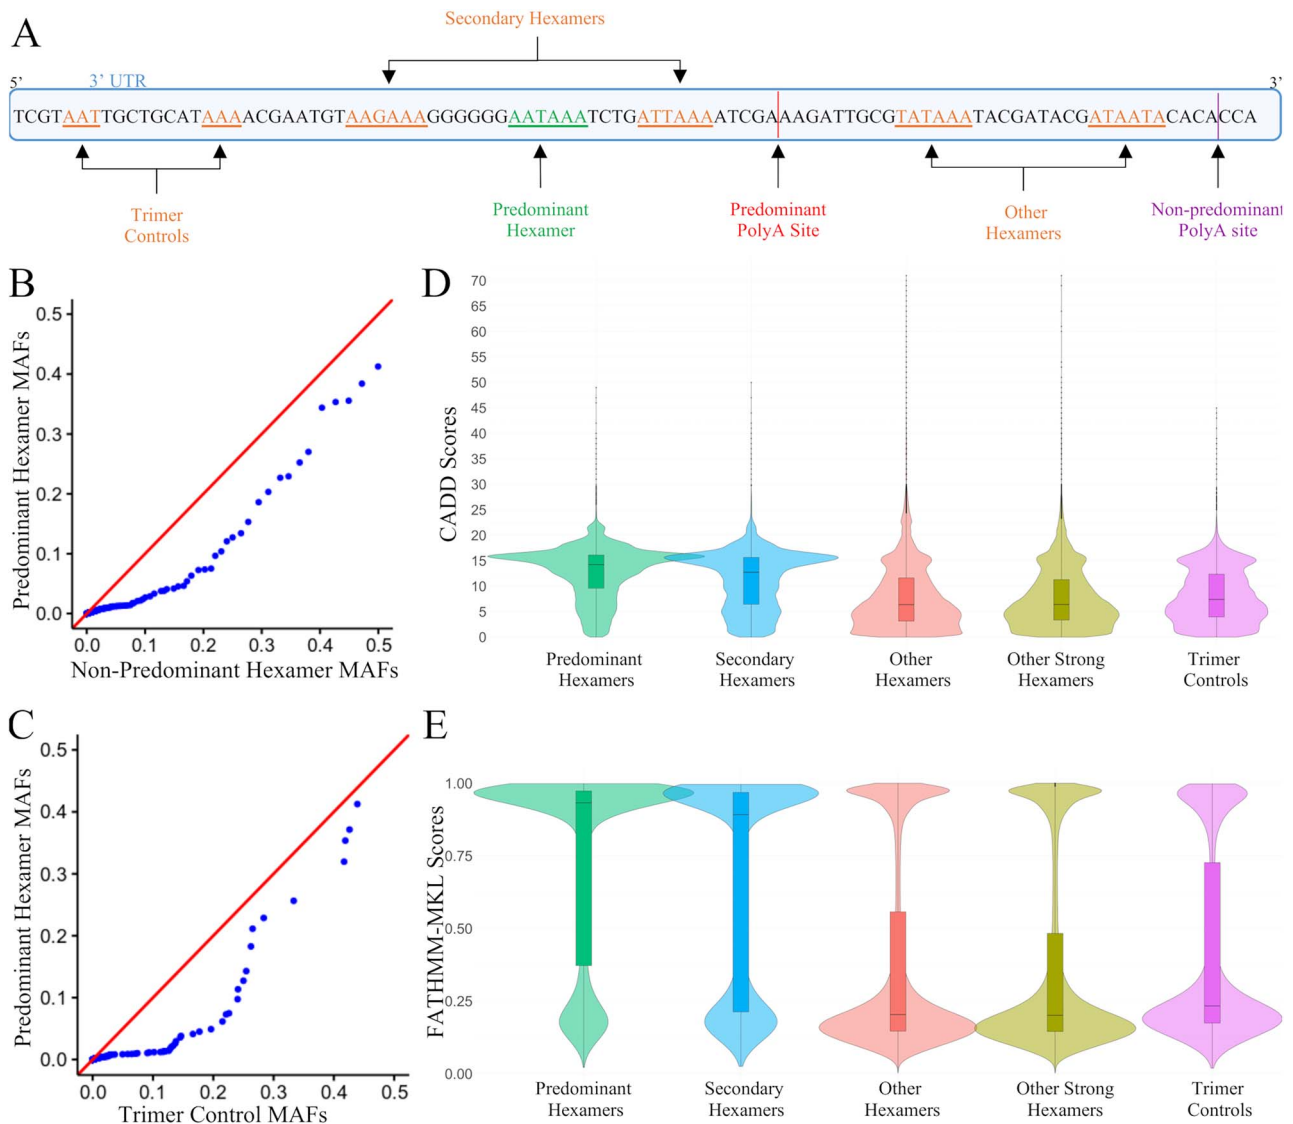 A
Secondary Hexamers
5’
3’ UTR
3’
TCGTAATTGCTGCATAAAACGAATGTAAGAAAGGGGGGAATAAATCTGATTAAAATCGAAAGATTGCGTATAAATACGATACGATAATACACACCA
Trimer
Controls
Predominant
Hexamer
Predominant
PolyA Site
Other
Hexamers
Non-predominant
PolyA site
B
Predominant Hexamer MAFs
0.5
0.4
0.3
0.2
0.1
0.0
0.0 0.1 0.2 0.3 0.4 0.5
Non-Predominant Hexamer MAFs
C
Predominant Hexamer MAFs
0.5
0.4
0.3
0.2
0.1
0.0
0.0 0.1 0.2 0.3 0.4 0.5
Trimer Control MAFs
D
CADD Scores
70
65
60
55
50
45
40
35
30
25
20
15
10
5
0
Predominant
Hexamers
Secondary
Hexamers
Other
Hexamers
Other Strong
Hexamers
Trimer
Controls
E
FATHMM-MKL Scores
1.00
0.75
0.50
0.25
0.00
Predominant
Hexamers
Secondary
Hexamers
Other
Hexamers
Other Strong
Hexamers
Trimer
Controls